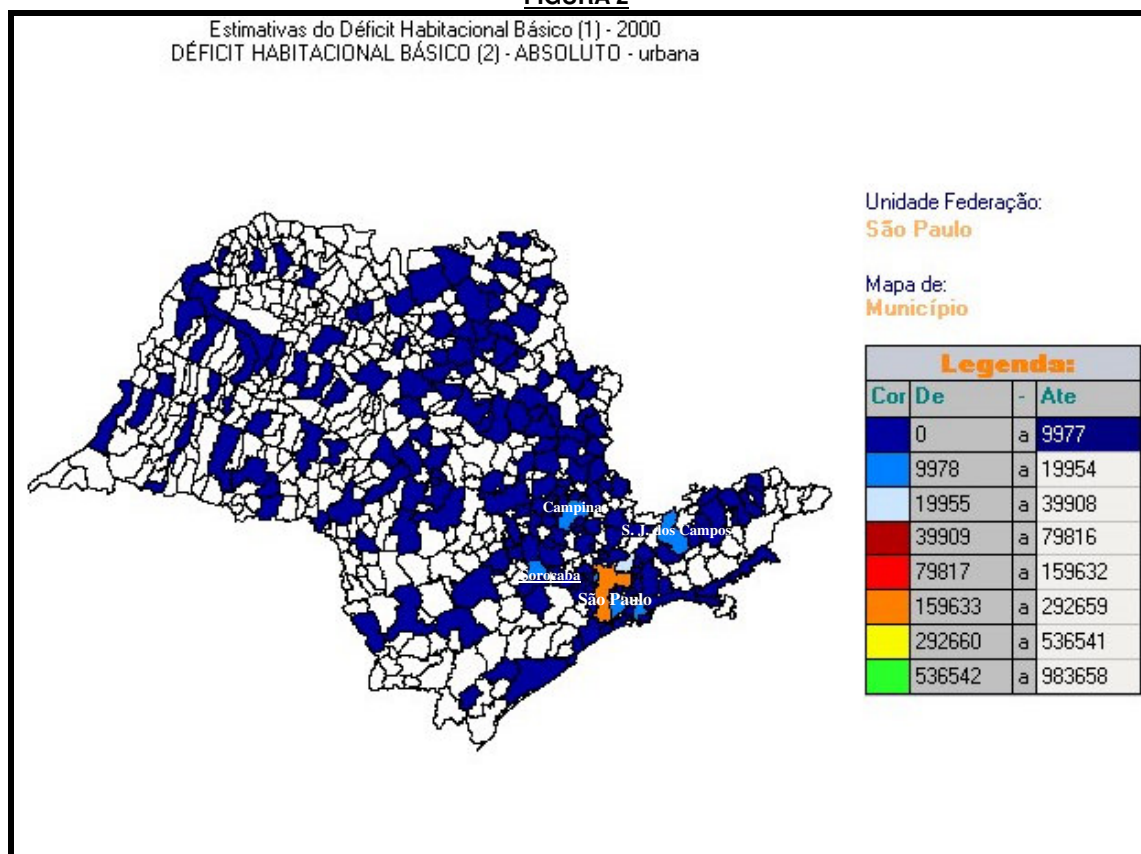 FIGURA 2
Estimativas do Déficit Habitacional Básico (1) - 2000
DÉFICIT HABITACIONAL BÁSICO (2) - ABSOLUTO - urbana
Unidade Federação:
São Paulo
Mapa de:
Município
Legenda:
Cor De - Ate
0 a 9977
9978 a 19954
19955 a 39908
39909 a 79816
79817 a 159632
159633 a 292659
292660 a 536541
536542 a 983658
Campina
S. J. dos Campos
Sorocaba
São Paulo